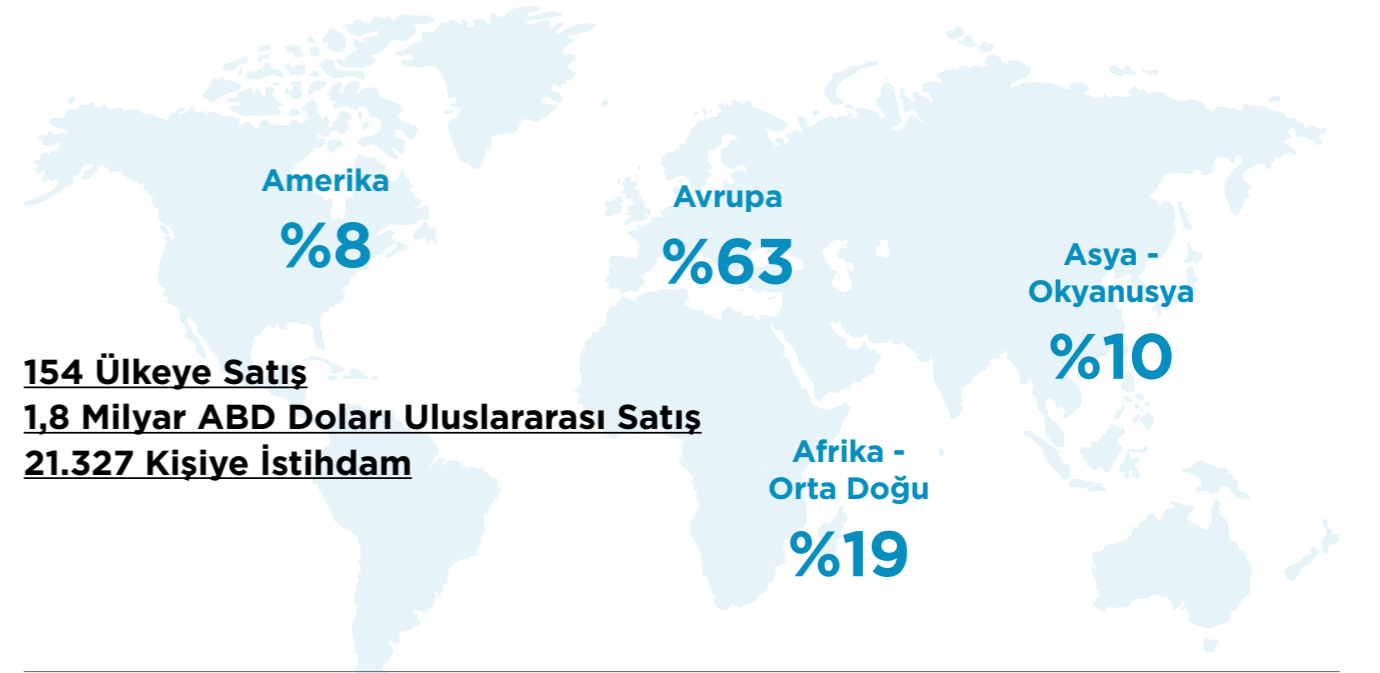 Amerika
%8
Avrupa
%63
Asya -
Okyanusya
%10
154 Ülkeye Satış
1,8 Milyar ABD Doları Uluslararası Satış
21.327 Kişiye İstihdam
Afrika -
Orta Doğu
%19